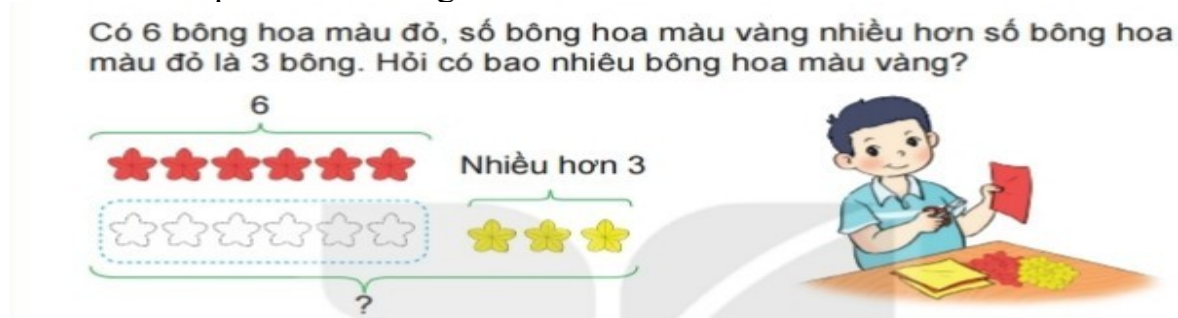 Có 6 bông hoa màu đỏ, số bông hoa màu vàng nhiều hơn số bông hoa
màu đỏ là 3 bông. Hỏi có bao nhiêu bông hoa màu vàng?
6
Nhiều hơn 3
?